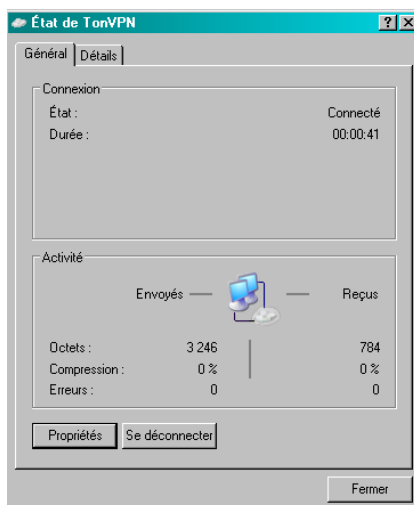 État de TonVPN
Général Détails
Connexion
État : Connecté
Durée : 00:00:41
Activité
Envoyés — — Reçus
Octets : 3 246 784
Compression : 0 % 0 %
Erreurs : 0 0
Propriétés Se déconnecter
Fermer